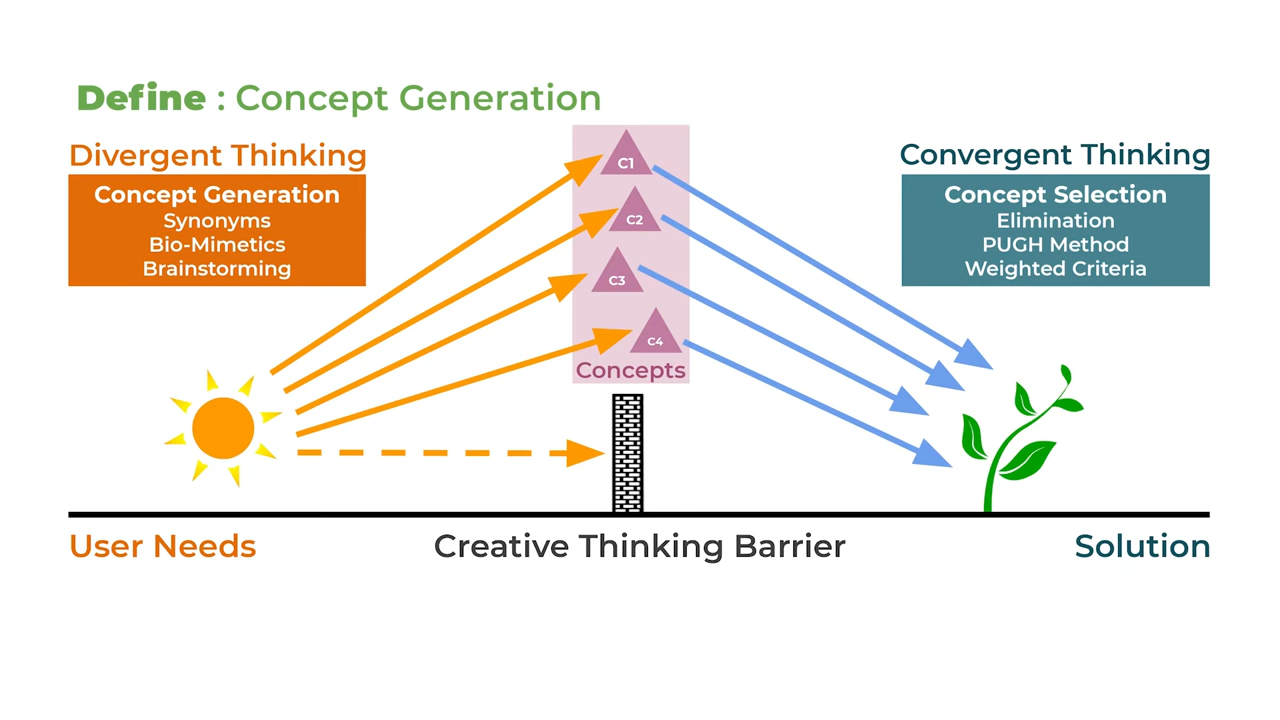 Define : Concept Generation
Divergent Thinking
Concept Generation
Synonyms
Bio-Mimetics
Brainstorming
C1
C2
C3
C4
Concepts
Convergent Thinking
Concept Selection
Elimination
PUGH Method
Weighted Criteria
User Needs
Creative Thinking Barrier
Solution